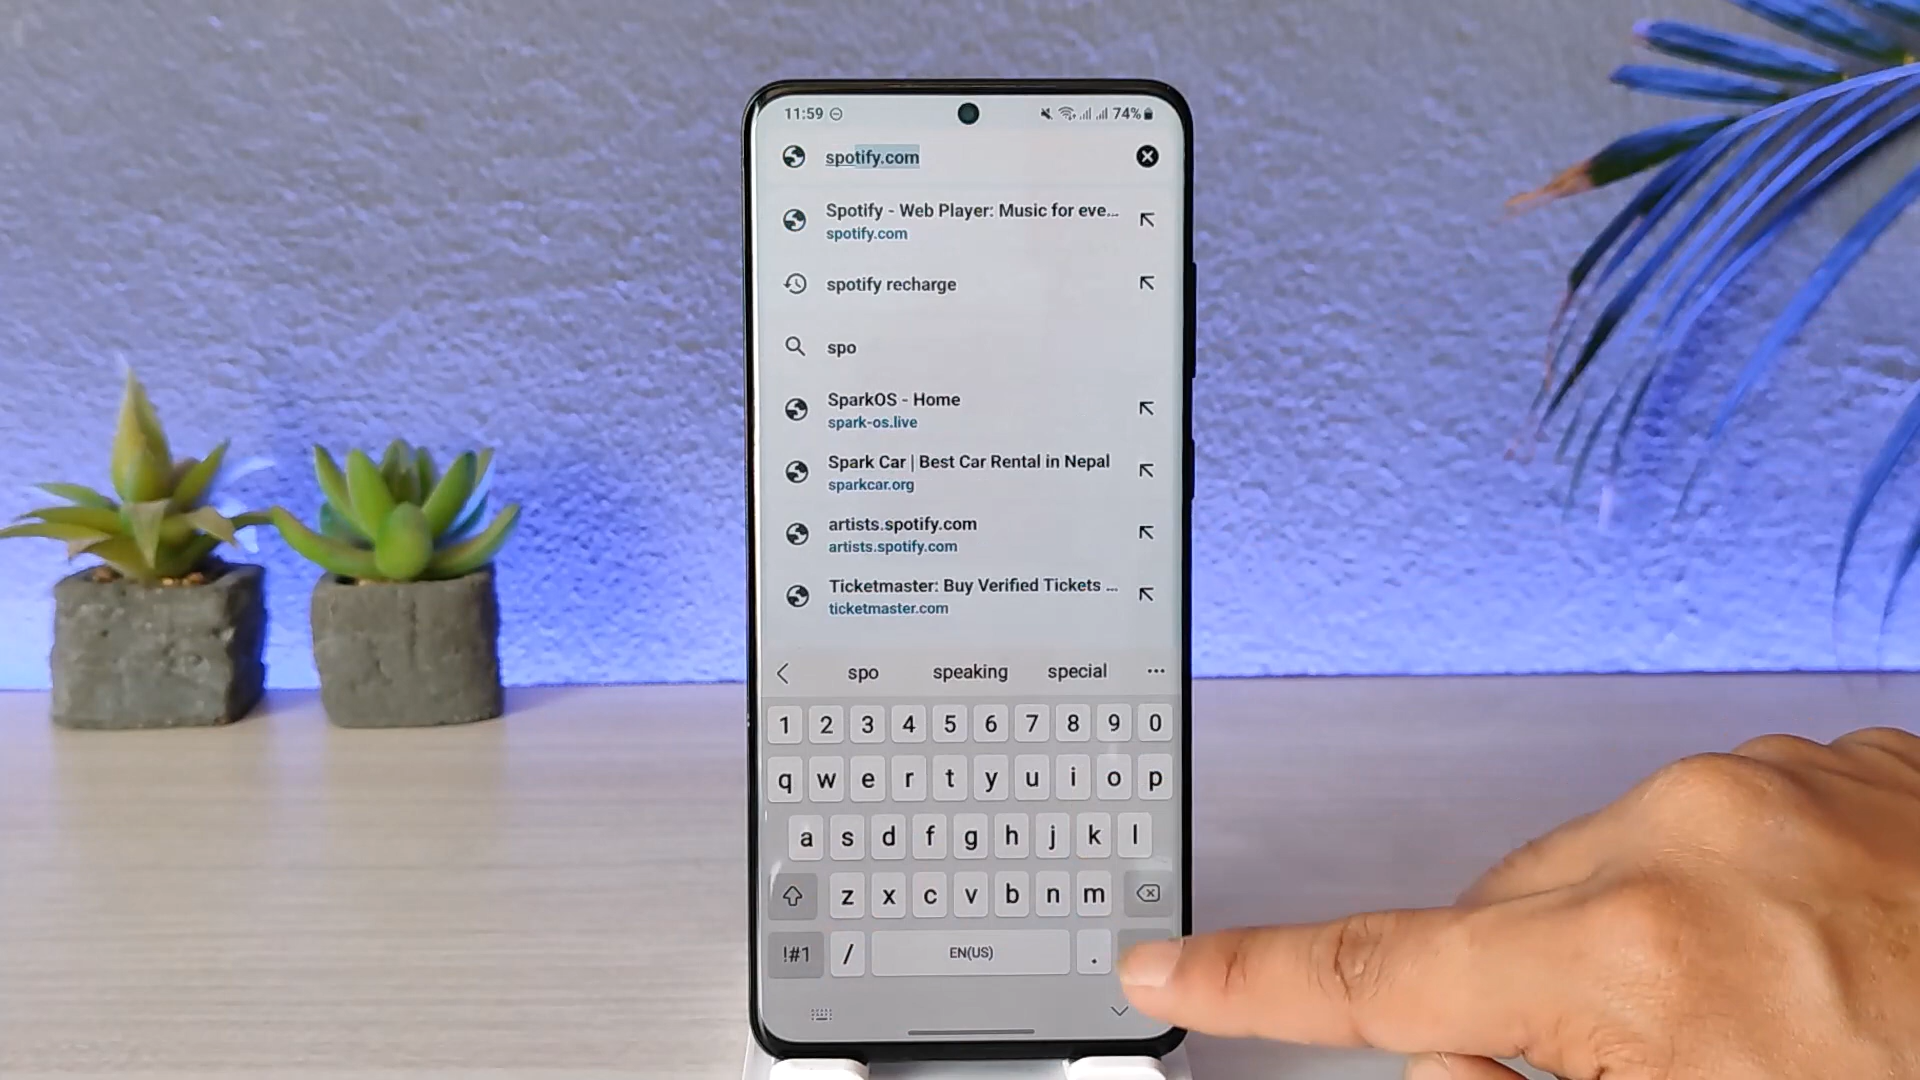 11:59 74%
spotify.com
Spotify - Web Player: Music for eve...
spotify.com
spotify recharge
spo
SparkOS - Home
spark-os.live
Spark Car | Best Car Rental in Nepal
sparkcar.org
artists.spotify.com
artists.spotify.com
Ticketmaster: Buy Verified Tickets ...
ticketmaster.com
spo speaking special ...
1 2 3 4 5 6 7 8 9 0
q w e r t y u i o p
a s d f g h j k l
z x c v b n m
!#1 / EN(US) .